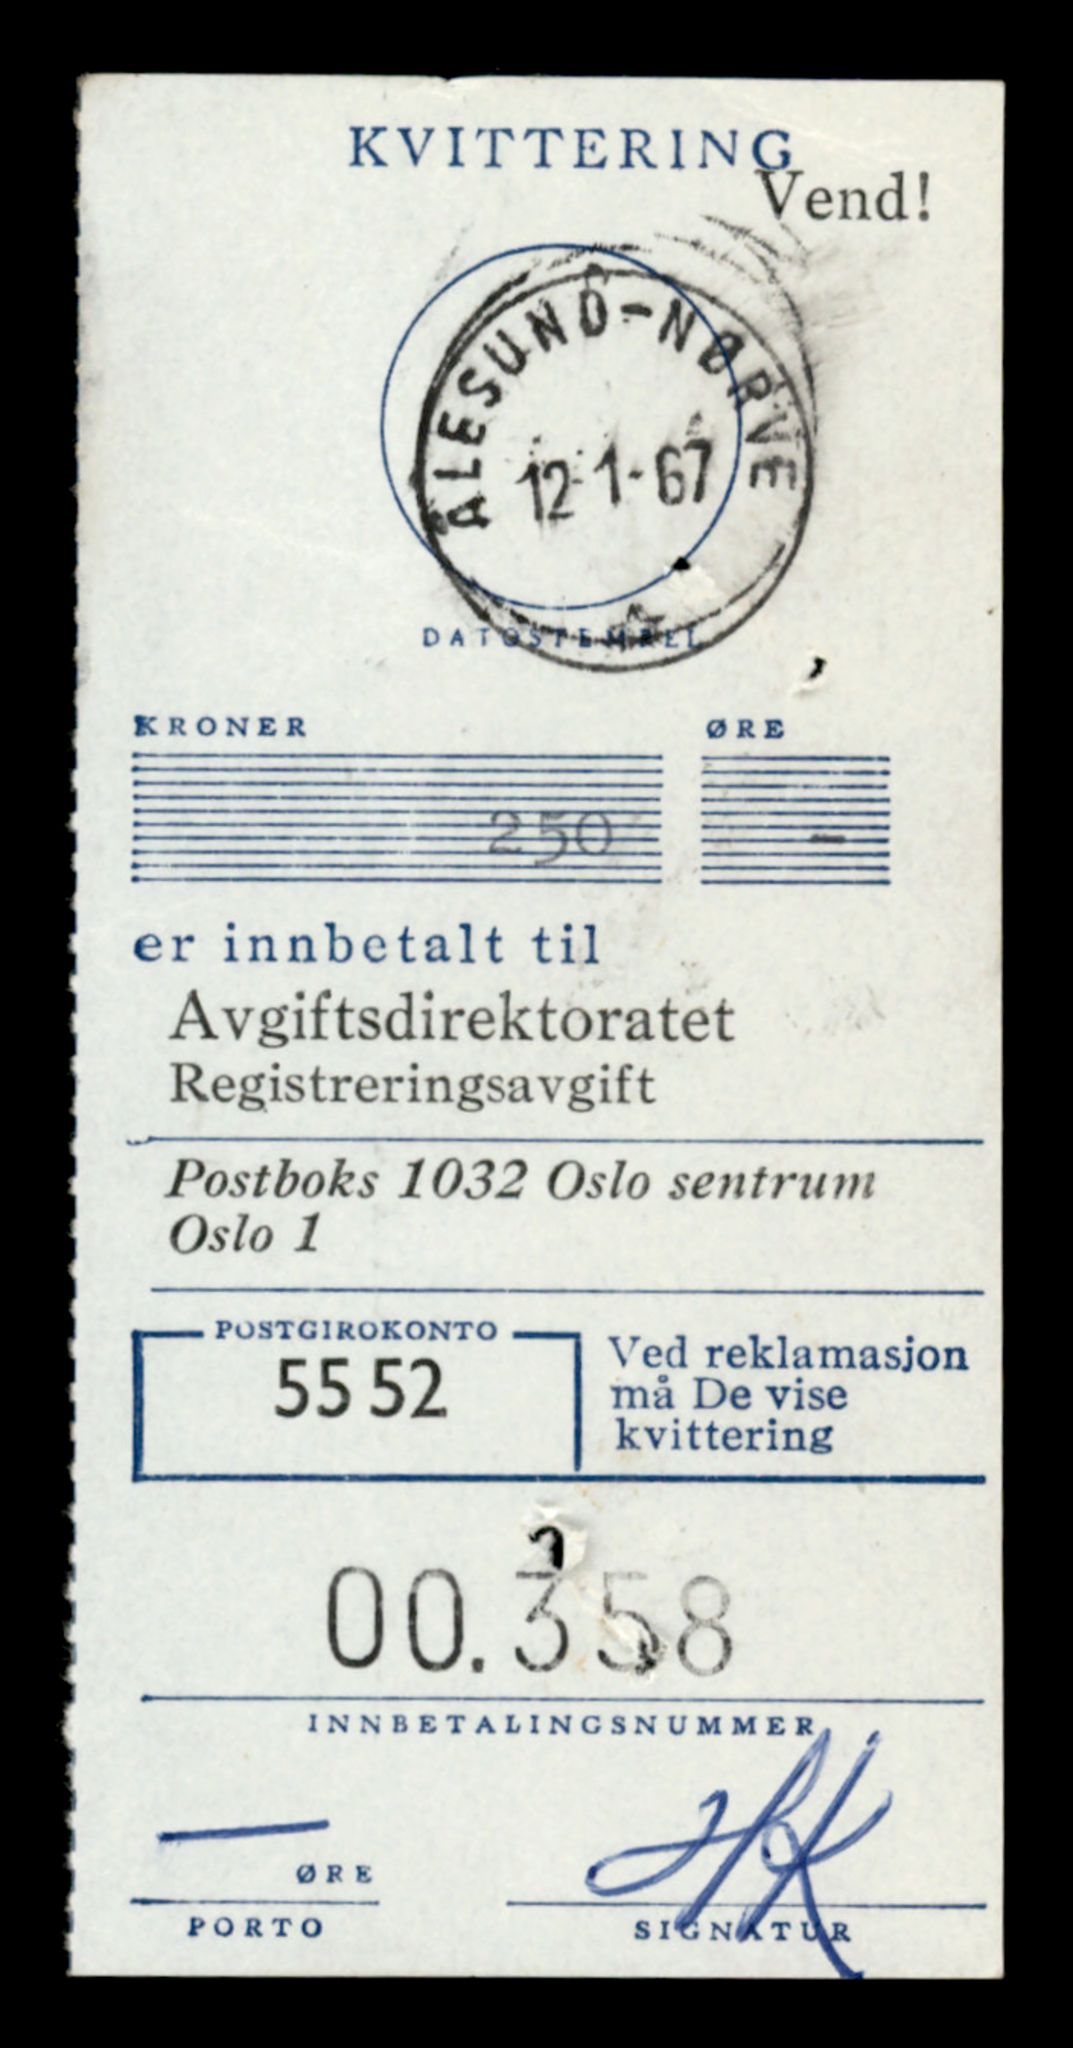 KVITTERING
Vend!
ÅLESUND-NØRVE
12-1-67
DATOSTEMPEL
KRONER ØRE
250 —
er innbetalt til
Avgiftsdirektoratet
Registreringsavgift
Postboks 1032 Oslo sentrum
Oslo 1
POSTGIROKONTO
55 52
Ved reklamasjon
må De vise
kvittering
00.358
INNBETALINGSNUMMER
—
ØRE
PORTO
SIGNATUR